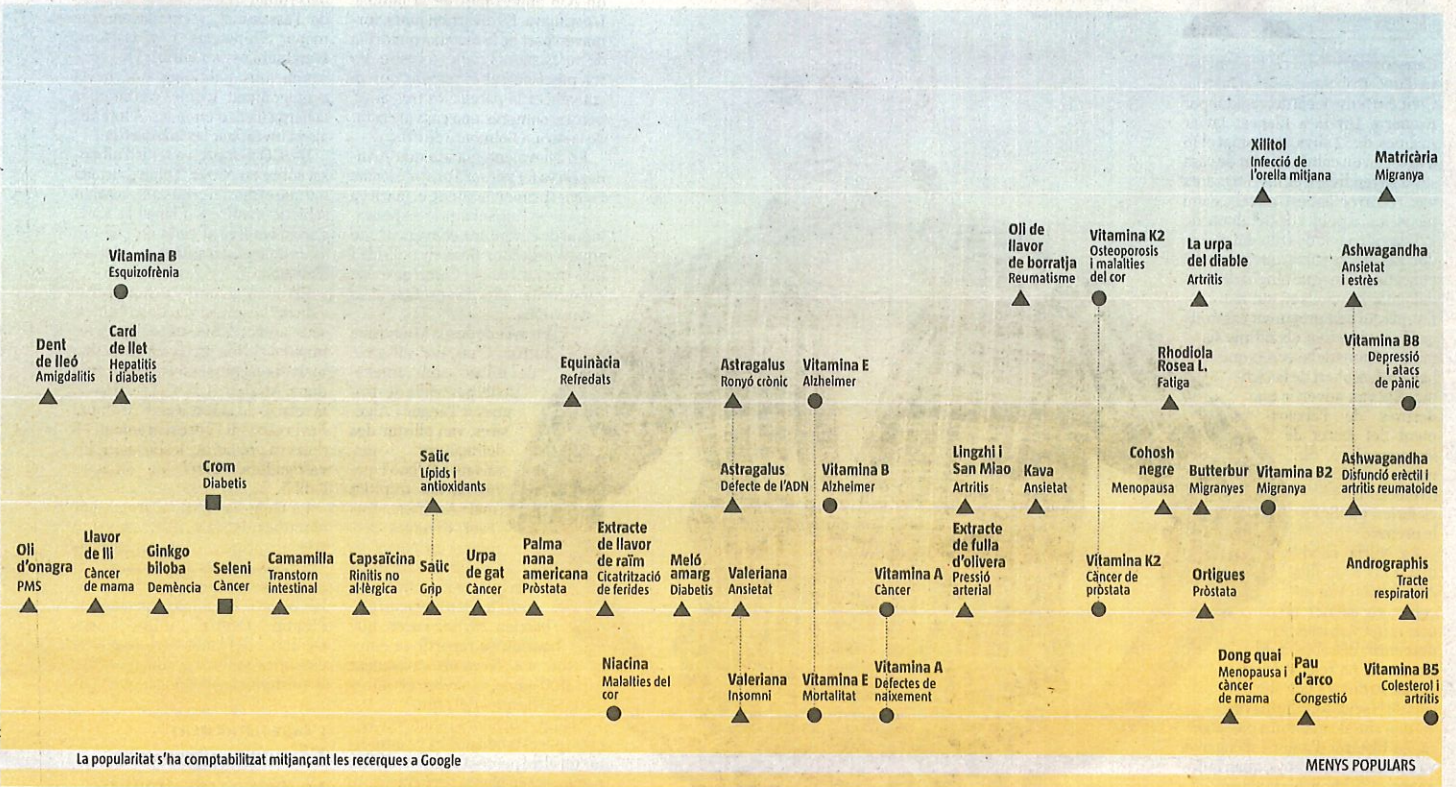 Xilitol
Infecció de
l'orella mitjana
Matricària
Migranya
Vitamina B
Esquizofrènia
Oli de
llavor
de borratja
Reumatisme
Vitamina K2
Osteoporosis
i malalties
del cor
La urpa
del diable
Artritis
Ashwagandha
Ansietat
i estrès
Dent
de lleó
Amigdalitis
Card
de llet
Hepatitis
i diabetis
Equinàcia
Refredats
Astragalus
Ronyó crònic
Vitamina E
Alzheimer
Rhodiola
Rosea L.
Fatiga
Vitamina B8
Depressió
i atacs
de pànic
Crom
Diabetis
Saüc
Lípids i
antioxidants
Astragalus
Defecte de l'ADN
Vitamina B
Alzheimer
Lingzhi i
San Miao
Artritis
Kava
Ansietat
Cohosh
negre
Menopausa
Butterbur
Migranyes
Vitamina B2
Migranya
Ashwagandha
Disfunció erèctil i
artritis reumatoide
Oli
d'onagra
PMS
Llavor
de lli
Càncer
de mama
Ginkgo
biloba
Demència
Seleni
Càncer
Camamilla
Transtorn
intestinal
Capsaïcina
Rinitis no
al·lèrgica
Saüc
Grip
Urpa
de gat
Càncer
Palma
nana
americana
Pròstata
Extracte
de llavor
de raïm
Cicatrització
de ferides
Meló
amarg
Diabetis
Valeriana
Ansietat
Vitamina A
Càncer
Extracte
de fulla
d'olivera
Pressió
arterial
Vitamina K2
Càncer de
pròstata
Ortigues
Pròstata
Andrographis
Tracte
respiratori
Niacina
Malalties del
cor
Valeriana
Insomni
Vitamina E
Mortalitat
Vitamina A
Defectes de
naixement
Dong quai
Menopausa i
càncer
de mama
Pau
d'arco
Congestió
Vitamina B5
Colesterol i
artritis
La popularitat s'ha comptabilitzat mitjançant les recerques a Google
MENYS POPULARS